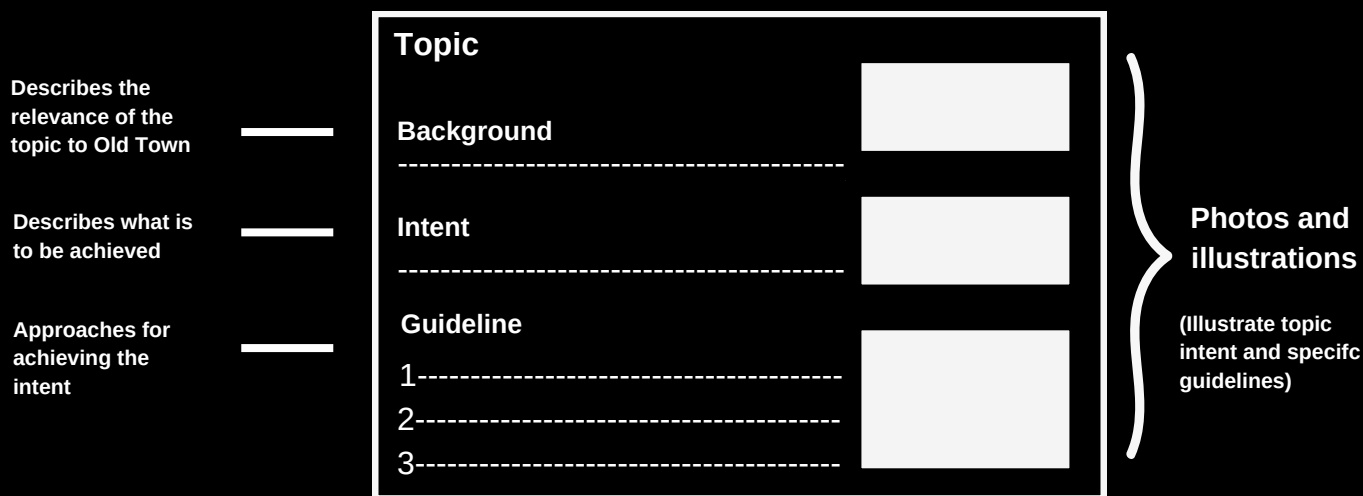 Describes the
relevance of the
topic to Old Town
Describes what is
to be achieved
Approaches for
achieving the
intent
Topic
Background
---------------------------------------------------
Intent
---------------------------------------------------
Guideline
1------------------------------------------------
2------------------------------------------------
3------------------------------------------------
Photos and
illustrations
(Illustrate topic
intent and specifc
guidelines)